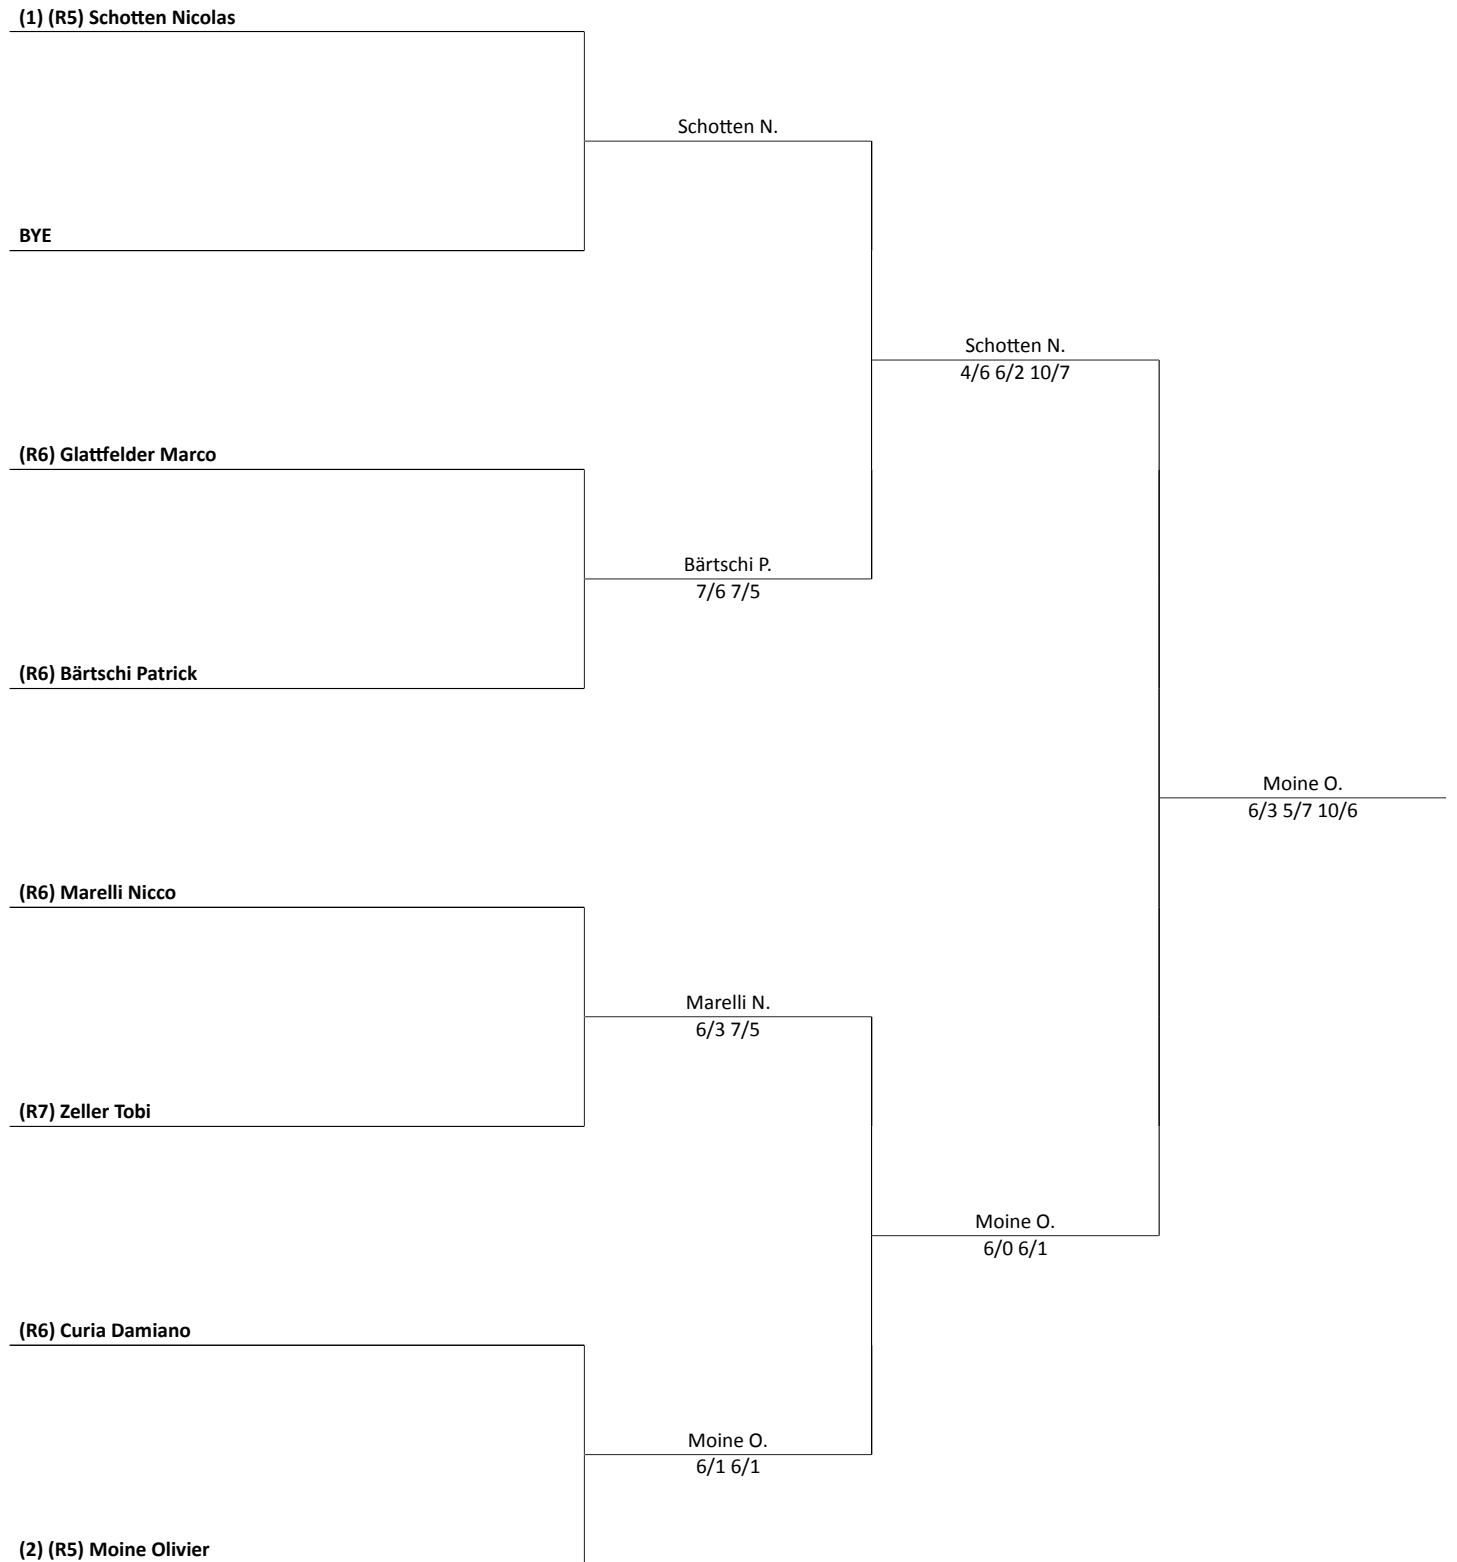 (1) (R5) Schotten Nicolas
Schotten N.
BYE
Schotten N.
4/6 6/2 10/7
(R6) Glattfelder Marco
Bärtschi P.
7/6 7/5
(R6) Bärtschi Patrick
Moine O.
6/3 5/7 10/6
(R6) Marelli Nicco
Marelli N.
6/3 7/5
(R7) Zeller Tobi
Moine O.
6/0 6/1
(R6) Curia Damiano
Moine O.
6/1 6/1
(2) (R5) Moine Olivier